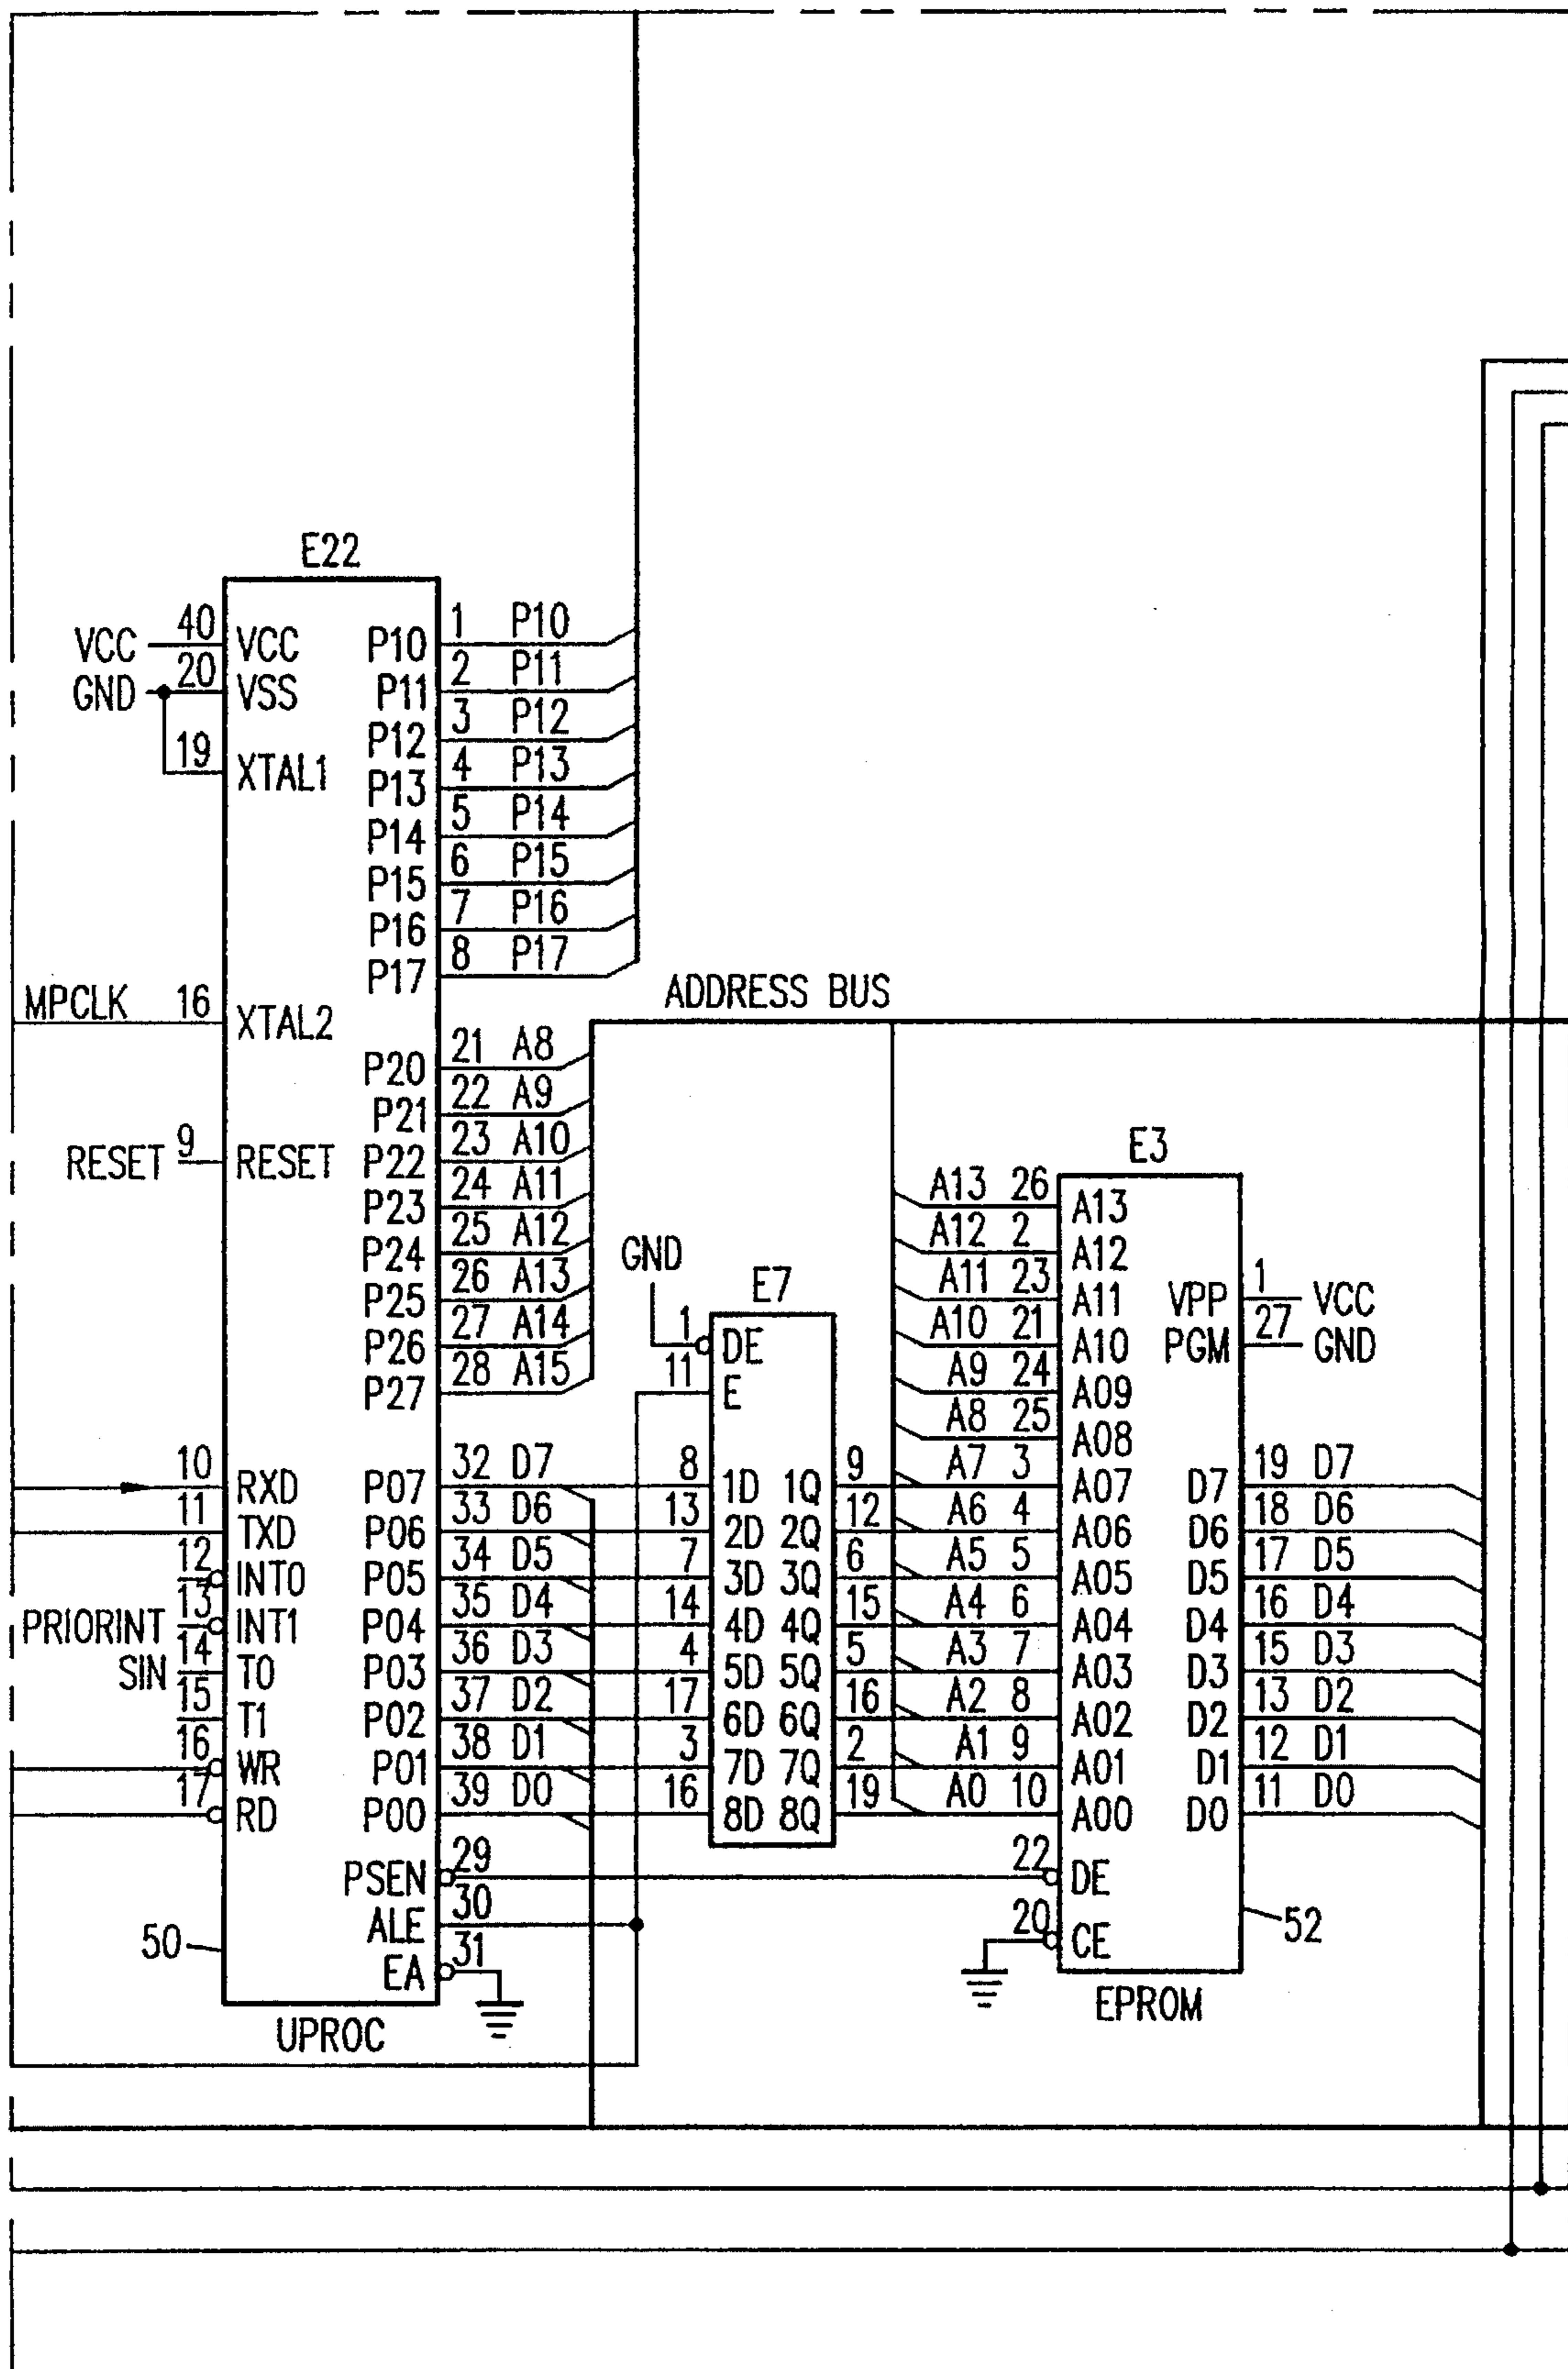 E22
VCC 40 VCC P10 1 P10
GND 20 VSS P11 2 P11
P12 3 P12
19 XTAL1 P13 4 P13
P14 5 P14
P15 6 P15
P16 7 P16
P17 8 P17
ADDRESS BUS
MPCLK 16 XTAL2
P20 21 A8
P21 22 A9
RESET 9 RESET P22 23 A10
P23 24 A11
P24 25 A12
P25 26 A13
P26 27 A14
P27 28 A15
10 RXD P07 32 D7
11 TXD P06 33 D6
12 INT0 P05 34 D5
PRIORINT 13 INT1 P04 35 D4
SIN 14 T0 P03 36 D3
15 T1 P02 37 D2
16 WR P01 38 D1
17 RD P00 39 D0
PSEN 29
ALE 30
50 EA 31
UPROC
GND
E7
1 DE
11 E
8 1D 1Q 9
13 2D 2Q 12
7 3D 3Q 6
14 4D 4Q 15
4 5D 5Q 5
17 6D 6Q 16
3 7D 7Q 2
16 8D 8Q 19
E3
A13 26 A13
A12 2 A12
A11 23 A11 VPP 1 VCC
A10 21 A10 PGM 27 GND
A9 24 A09
A8 25 A08
A7 3 A07 D7 19 D7
A6 4 A06 D6 18 D6
A5 5 A05 D5 17 D5
A4 6 A04 D4 16 D4
A3 7 A03 D3 15 D3
A2 8 A02 D2 13 D2
A1 9 A01 D1 12 D1
A0 10 A00 D0 11 D0
22 DE
20 CE 52
EPROM